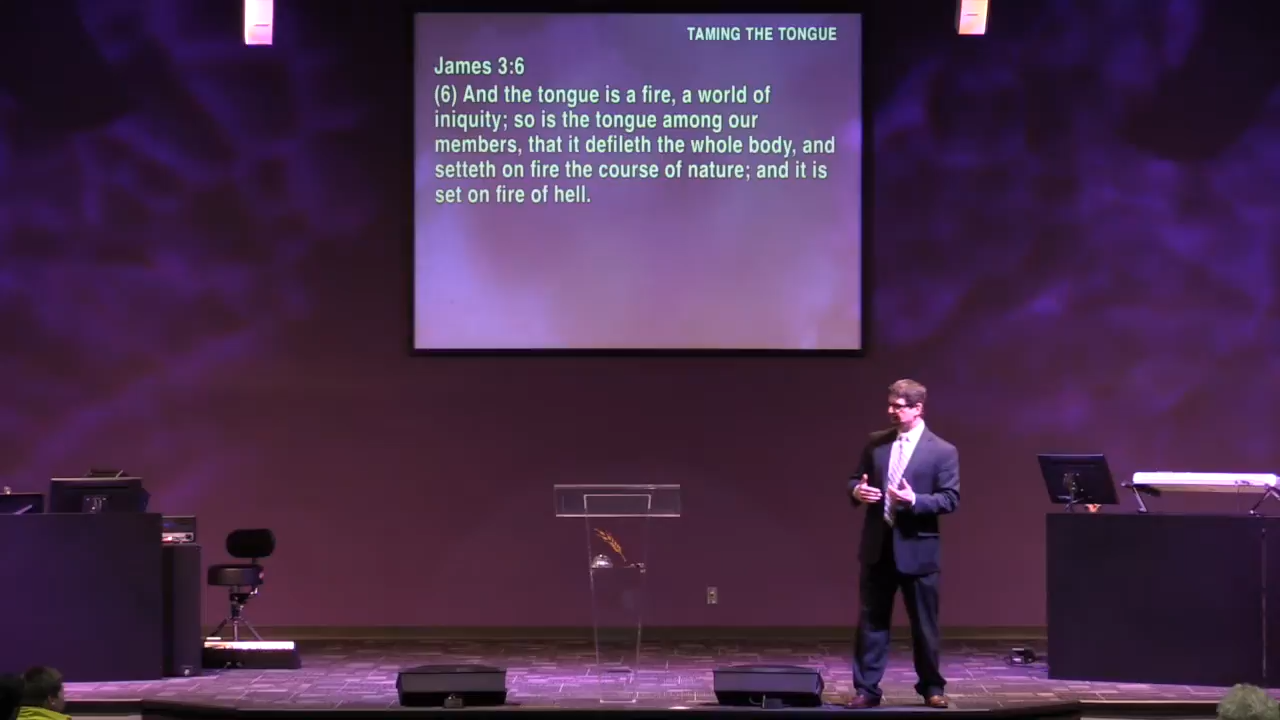 TAMING THE TONGUE
James 3:6
(6) And the tongue is a fire, a world of
iniquity; so is the tongue among our
members, that it defileth the whole body, and
setteth on fire the course of nature; and it is
set on fire of hell.